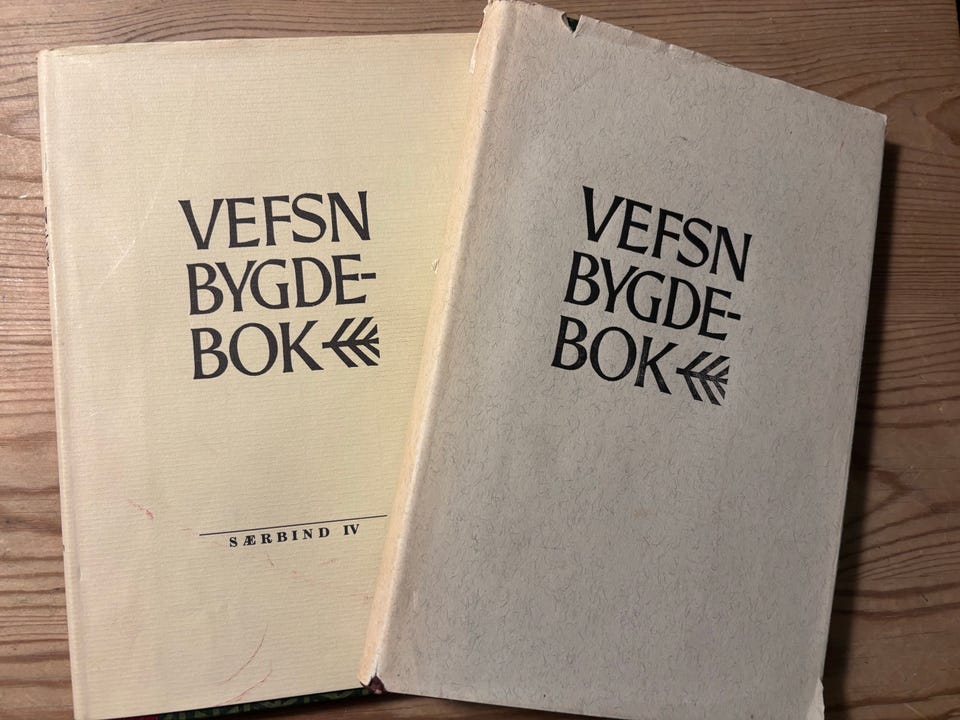 VEFSN
BYGDE-
BOK
SÆRBIND IV
VEFSN
BYGDE-
BOK